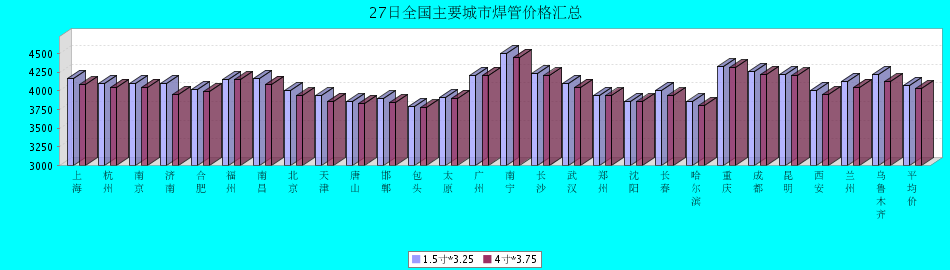 27日全国主要城市焊管价格汇总
4500
4250
4000
3750
3500
3250
3000
上海
杭州
南京
济南
合肥
福州
南昌
北京
天津
唐山
邯郸
包头
太原
广州
南宁
长沙
武汉
郑州
沈阳
长春
哈尔滨
重庆
成都
昆明
西安
兰州
乌鲁木齐
平均价
1.5寸*3.25
4寸*3.75